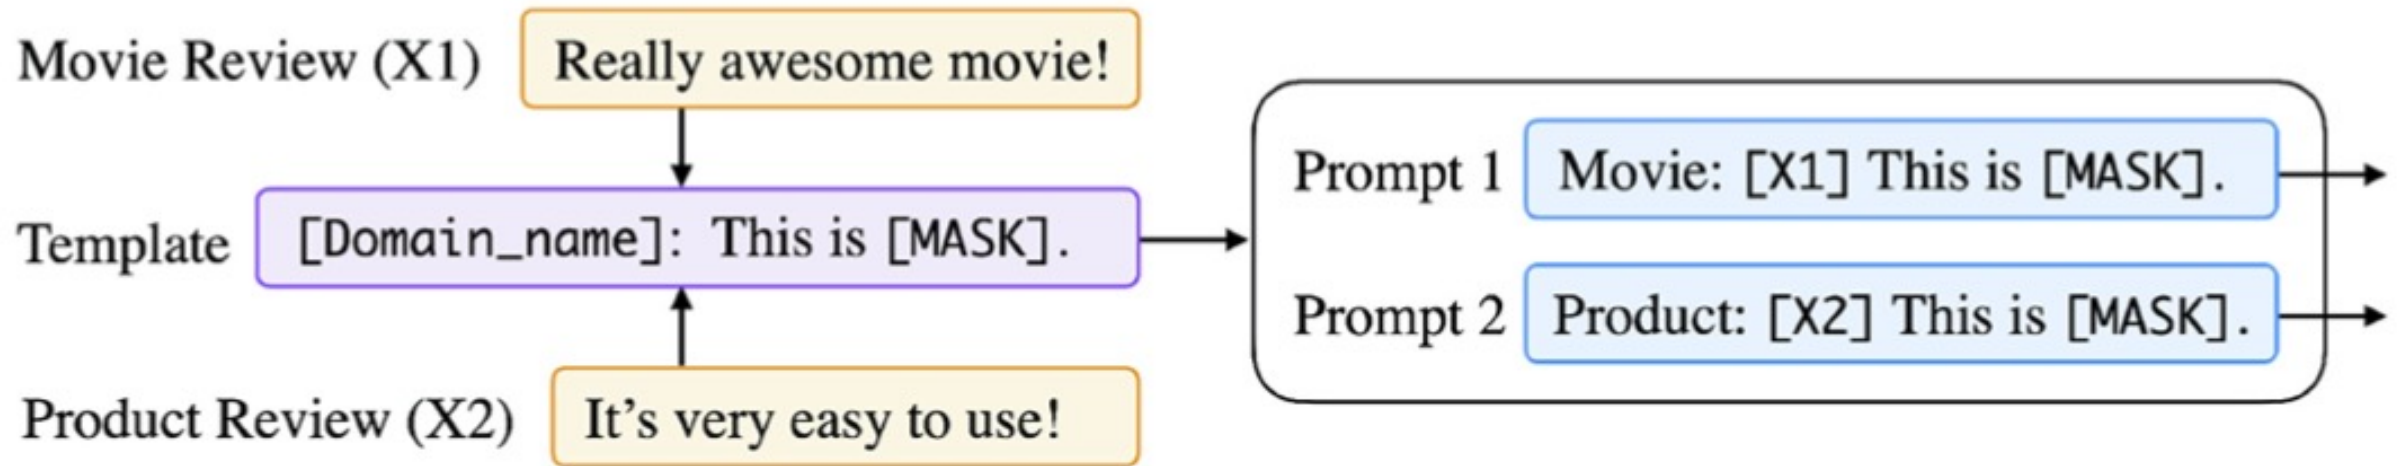 Movie Review (X1) Really awesome movie!
Template [Domain_name]: This is [MASK].
Product Review (X2) It's very easy to use!
Prompt 1 Movie: [X1] This is [MASK].
Prompt 2 Product: [X2] This is [MASK].